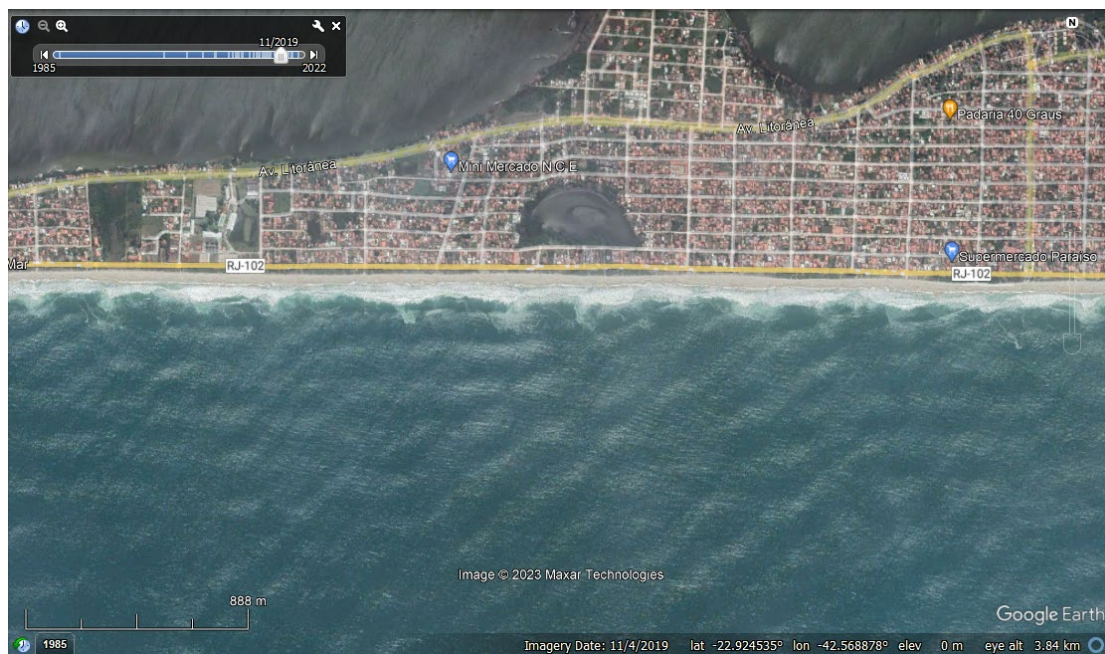 11/2019
1985
2022
N
Padaria 40 Graus
Av. Litorânea
Av. Litorânea
Mini Mercado N C E
Mar
RJ-102
Supermercado Paraíso
RJ-102
Image © 2023 Maxar Technologies
888 m
Google Earth
1985
Imagery Date: 11/4/2019 lat -22.924535° lon -42.568878° elev 0 m eye alt 3.84 km